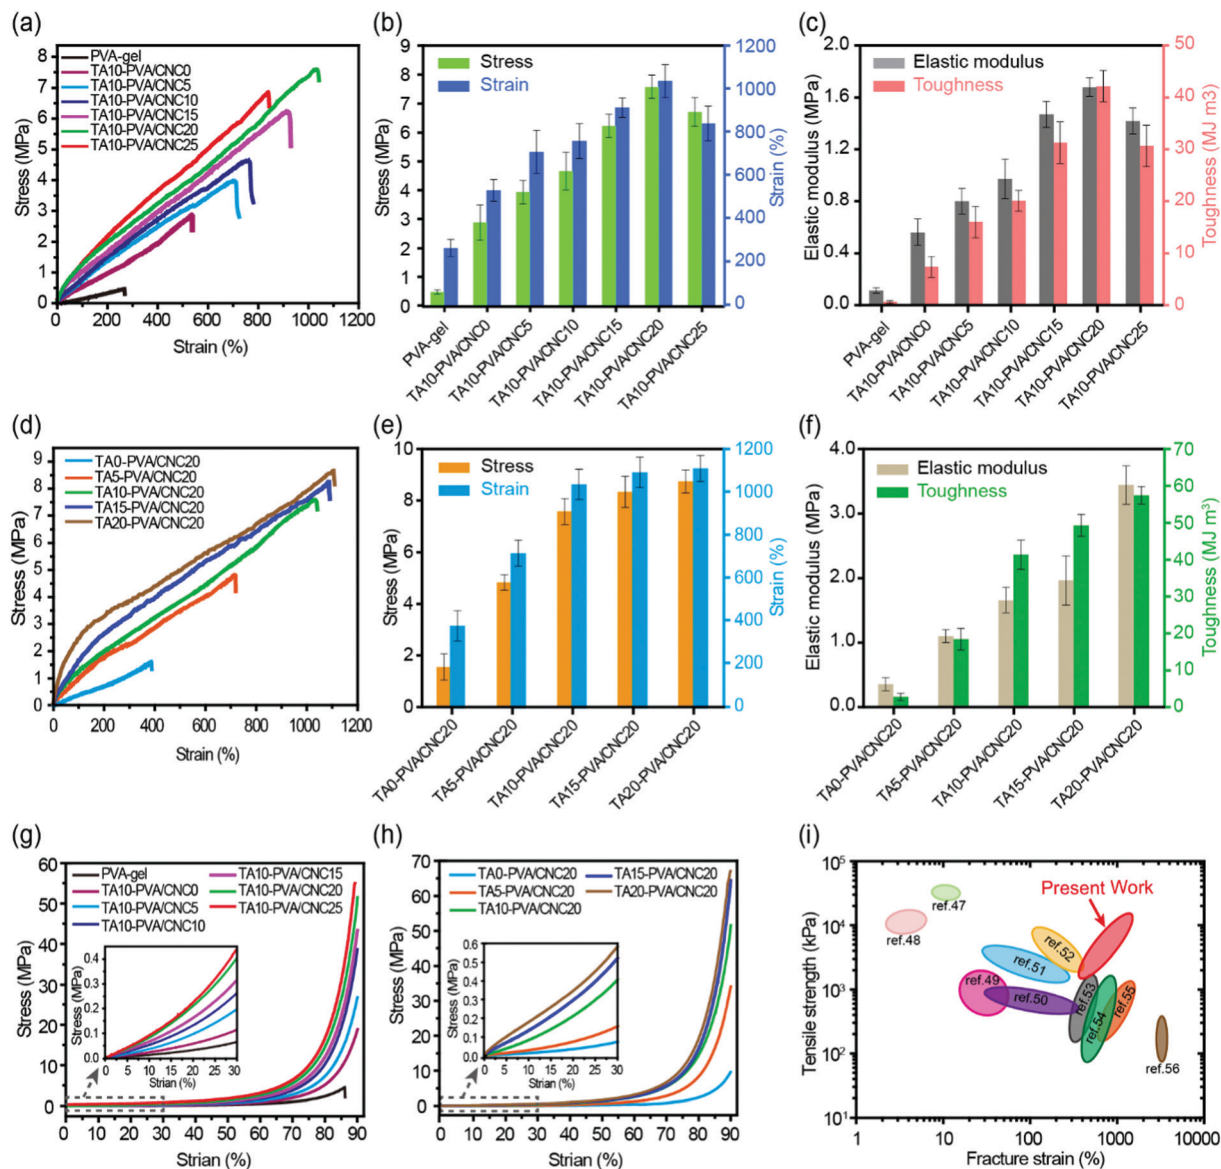 (a)
8
7
6
5
4
3
2
1
0
Stress (MPa)
PVA-gel
TA10-PVA/CNC0
TA10-PVA/CNC5
TA10-PVA/CNC10
TA10-PVA/CNC15
TA10-PVA/CNC20
TA10-PVA/CNC25
0 200 400 600 800 1000 1200
Strain (%)
(b)
9
8
7
6
5
4
3
2
1
0
Stress (MPa)
Stress
Strain
1200
1000
800
600
400
200
0
Strain (%)
PVA-gel
TA10-PVA/CNC0
TA10-PVA/CNC5
TA10-PVA/CNC10
TA10-PVA/CNC15
TA10-PVA/CNC20
TA10-PVA/CNC25
(c)
2.0
1.6
1.2
0.8
0.4
0.0
Elastic modulus (MPa)
Elastic modulus
Toughness
50
40
30
20
10
0
Toughness (MJ m3)
PVA-gel
TA10-PVA/CNC0
TA10-PVA/CNC5
TA10-PVA/CNC10
TA10-PVA/CNC15
TA10-PVA/CNC20
TA10-PVA/CNC25
(d)
9
8
7
6
5
4
3
2
1
0
Stress (MPa)
TA0-PVA/CNC20
TA5-PVA/CNC20
TA10-PVA/CNC20
TA15-PVA/CNC20
TA20-PVA/CNC20
0 200 400 600 800 1000 1200
Strain (%)
(e)
10
8
6
4
2
0
Stress (MPa)
Stress
Strain
1200
1000
800
600
400
200
0
Strain (%)
TA0-PVA/CNC20
TA5-PVA/CNC20
TA10-PVA/CNC20
TA15-PVA/CNC20
TA20-PVA/CNC20
(f)
4.0
3.0
2.0
1.0
0.0
Elastic modulus (MPa)
Elastic modulus
Toughness
70
60
50
40
30
20
10
0
Toughness (MJ m³)
TA0-PVA/CNC20
TA5-PVA/CNC20
TA10-PVA/CNC20
TA15-PVA/CNC20
TA20-PVA/CNC20
(g)
60
50
40
30
20
10
0
Stress (MPa)
PVA-gel
TA10-PVA/CNC0
TA10-PVA/CNC5
TA10-PVA/CNC10
TA10-PVA/CNC15
TA10-PVA/CNC20
TA10-PVA/CNC25
0.4
0.3
0.2
0.1
0.0
Stress (MPa)
0 5 10 15 20 25 30
Strian (%)
0 10 20 30 40 50 60 70 80 90
Strian (%)
(h)
70
65
60
55
50
45
40
35
30
25
20
15
10
5
0
Stress (MPa)
TA0-PVA/CNC20
TA5-PVA/CNC20
TA10-PVA/CNC20
TA15-PVA/CNC20
TA20-PVA/CNC20
0.6
0.5
0.4
0.3
0.2
0.1
0.0
Stress (MPa)
0 5 10 15 20 25 30
Strian (%)
0 10 20 30 40 50 60 70 80 90
Strian (%)
(i)
10⁵
10⁴
10³
10²
10¹
Tensile strength (kPa)
Present Work
ref.47
ref.48
ref.52
ref.51
ref.49
ref.50
ref.53
ref.54
ref.55
ref.56
1 10 100 1000 10000
Fracture strain (%)